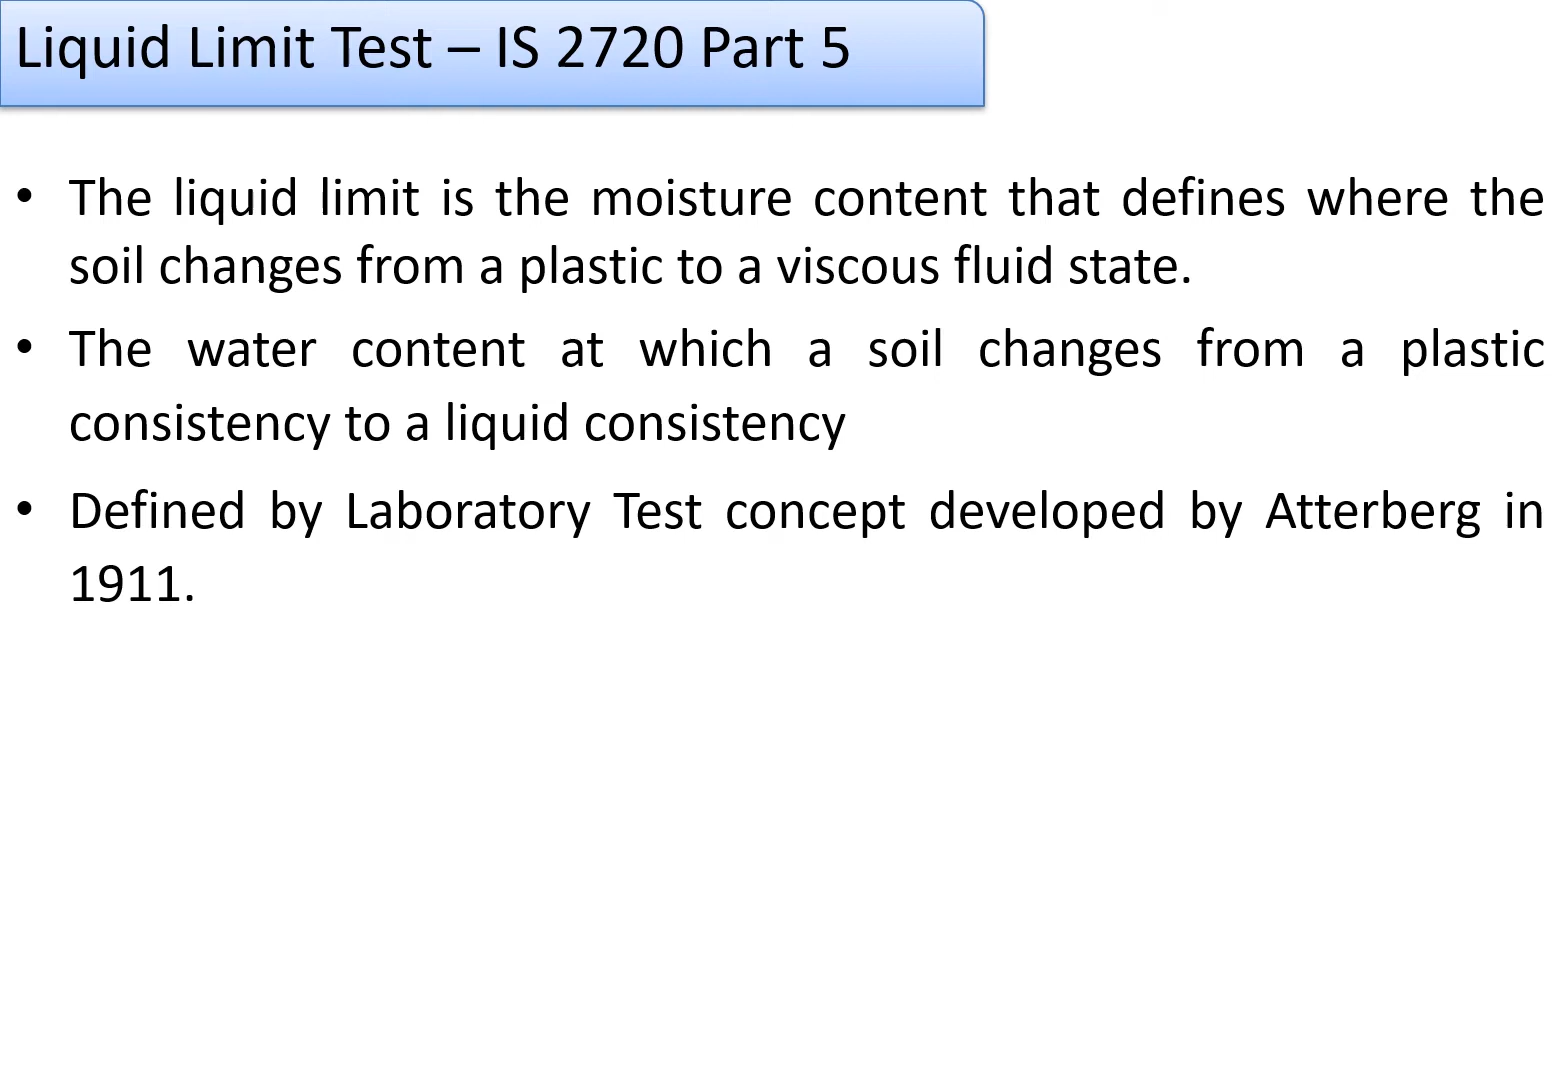 Liquid Limit Test – IS 2720 Part 5
• The liquid limit is the moisture content that defines where the
soil changes from a plastic to a viscous fluid state.
• The water content at which a soil changes from a plastic
consistency to a liquid consistency
• Defined by Laboratory Test concept developed by Atterberg in
1911.